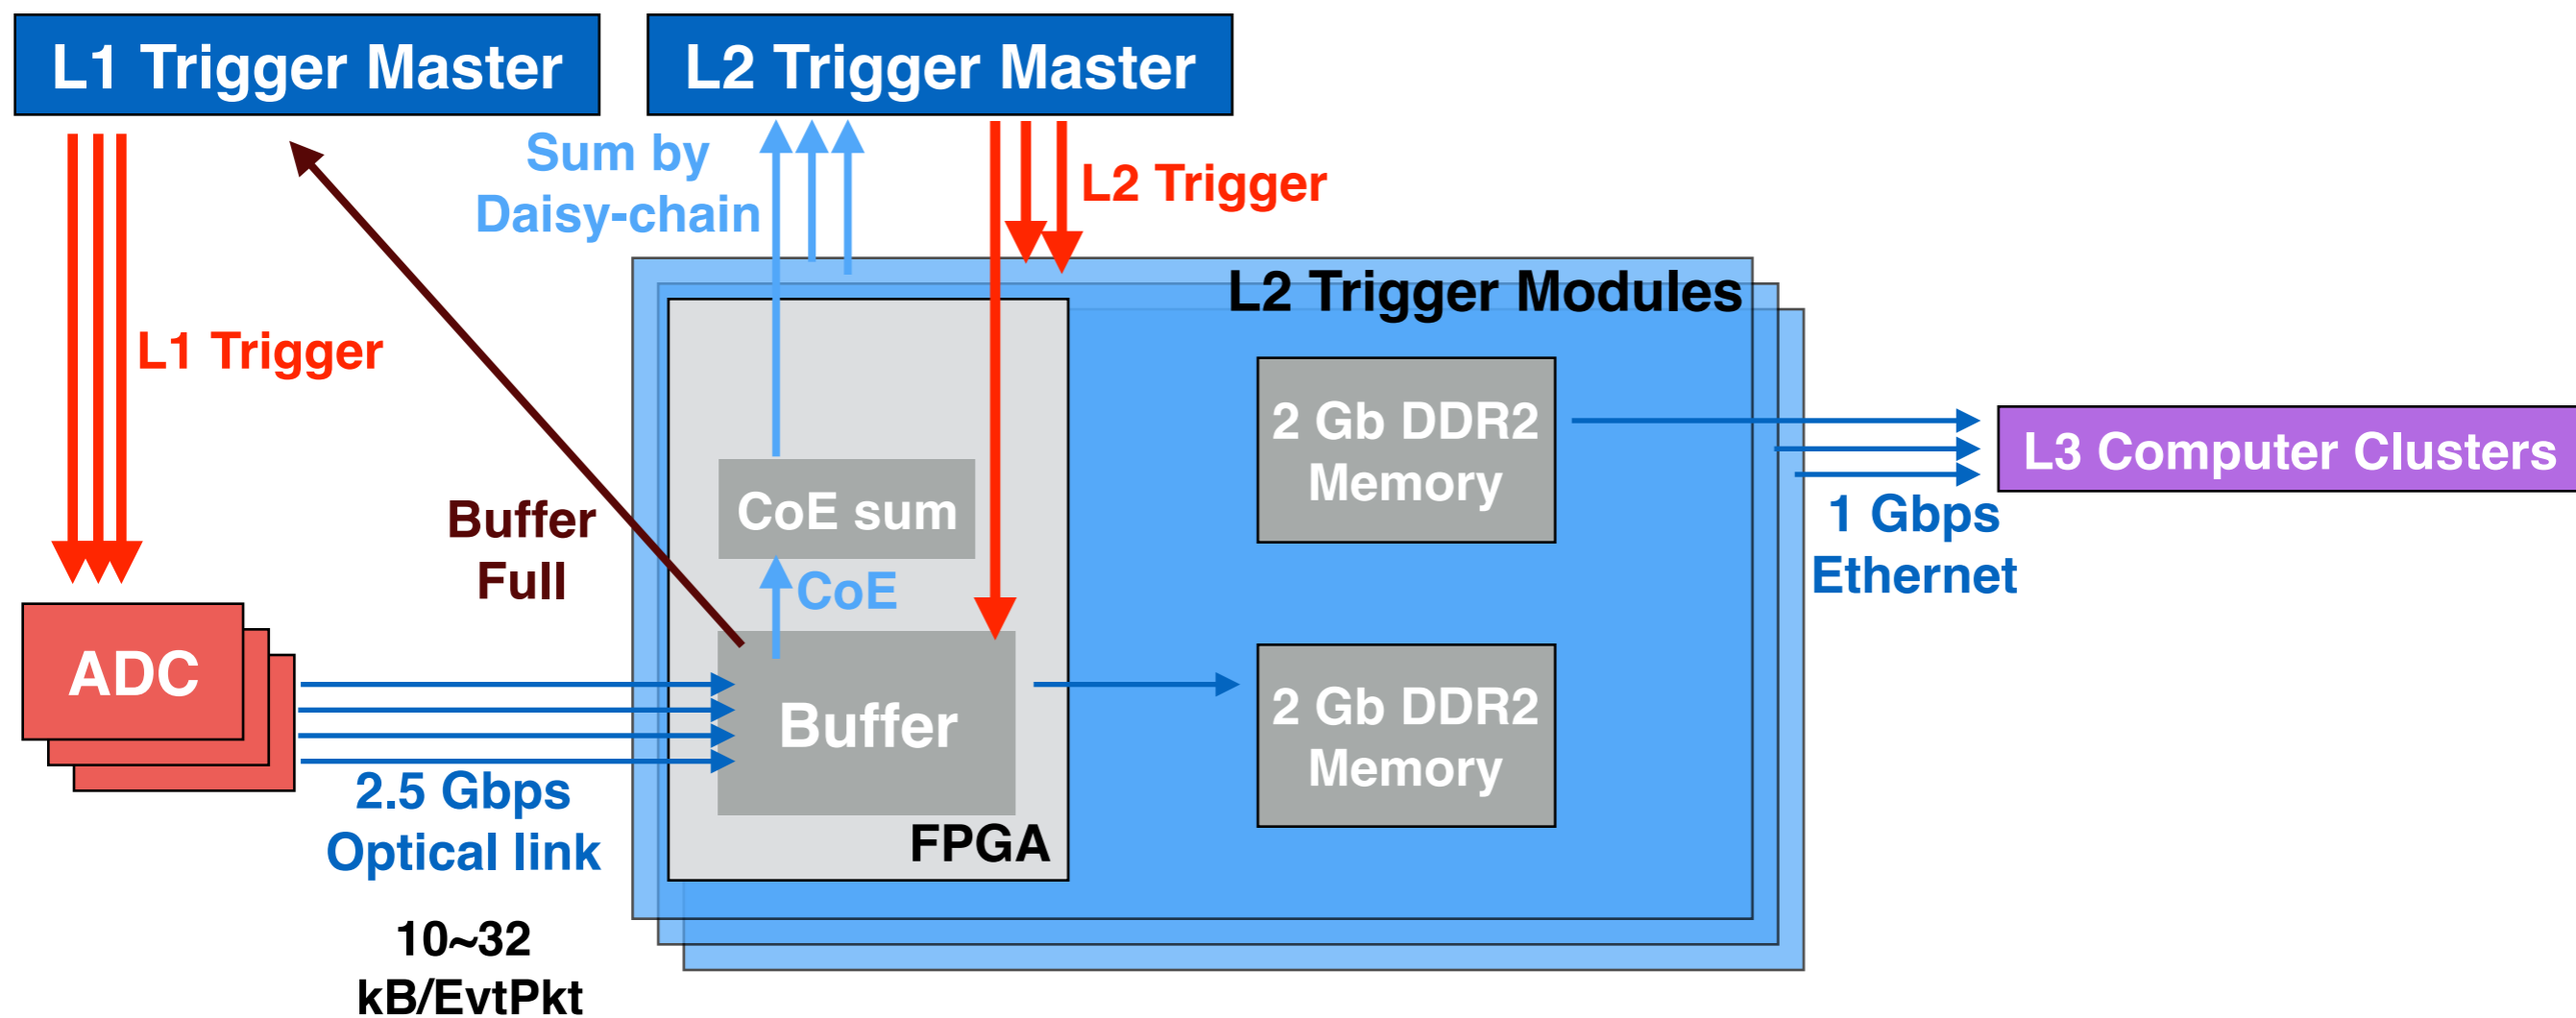 L1 Trigger Master
L2 Trigger Master
Sum by
Daisy-chain
L2 Trigger
L1 Trigger
L2 Trigger Modules
2 Gb DDR2
Memory
L3 Computer Clusters
1 Gbps
Ethernet
Buffer
Full
CoE sum
CoE
ADC
Buffer
2 Gb DDR2
Memory
FPGA
2.5 Gbps
Optical link
10~32
kB/EvtPkt